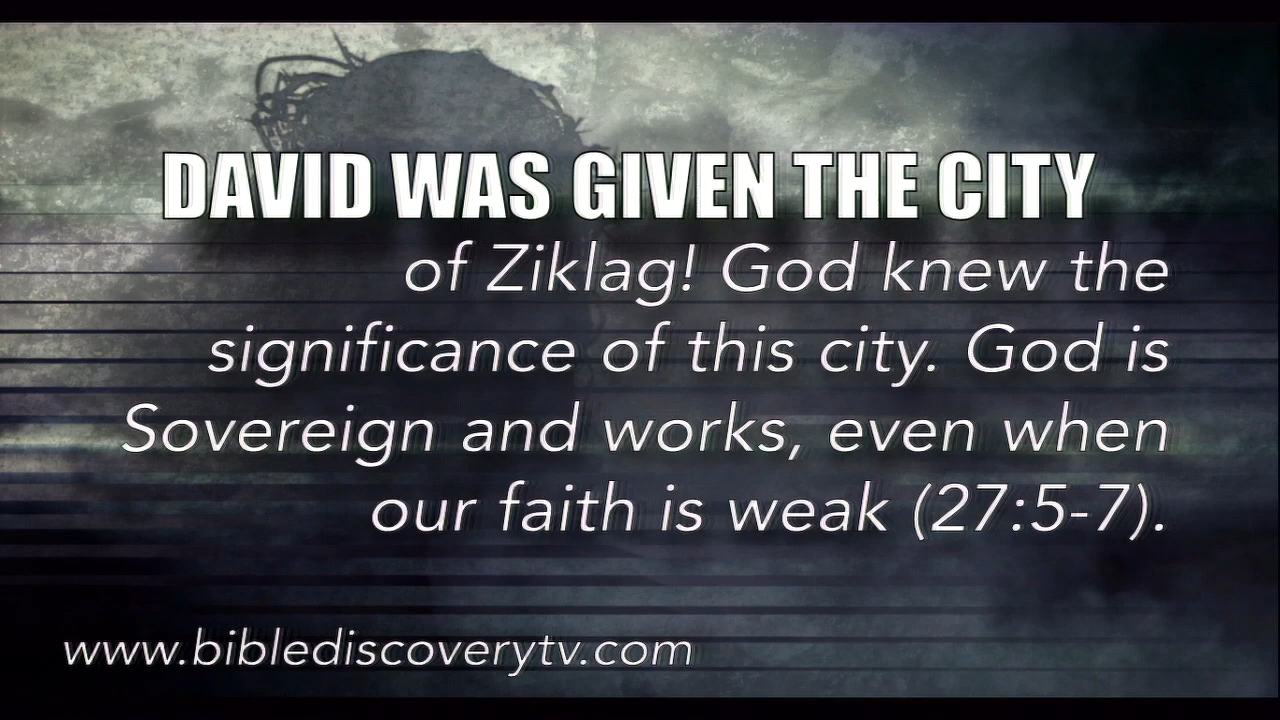 DAVID WAS GIVEN THE CITY
of Ziklag! God knew the
significance of this city. God is
Sovereign and works, even when
our faith is weak (27:5-7).
www.biblediscoverytv.com